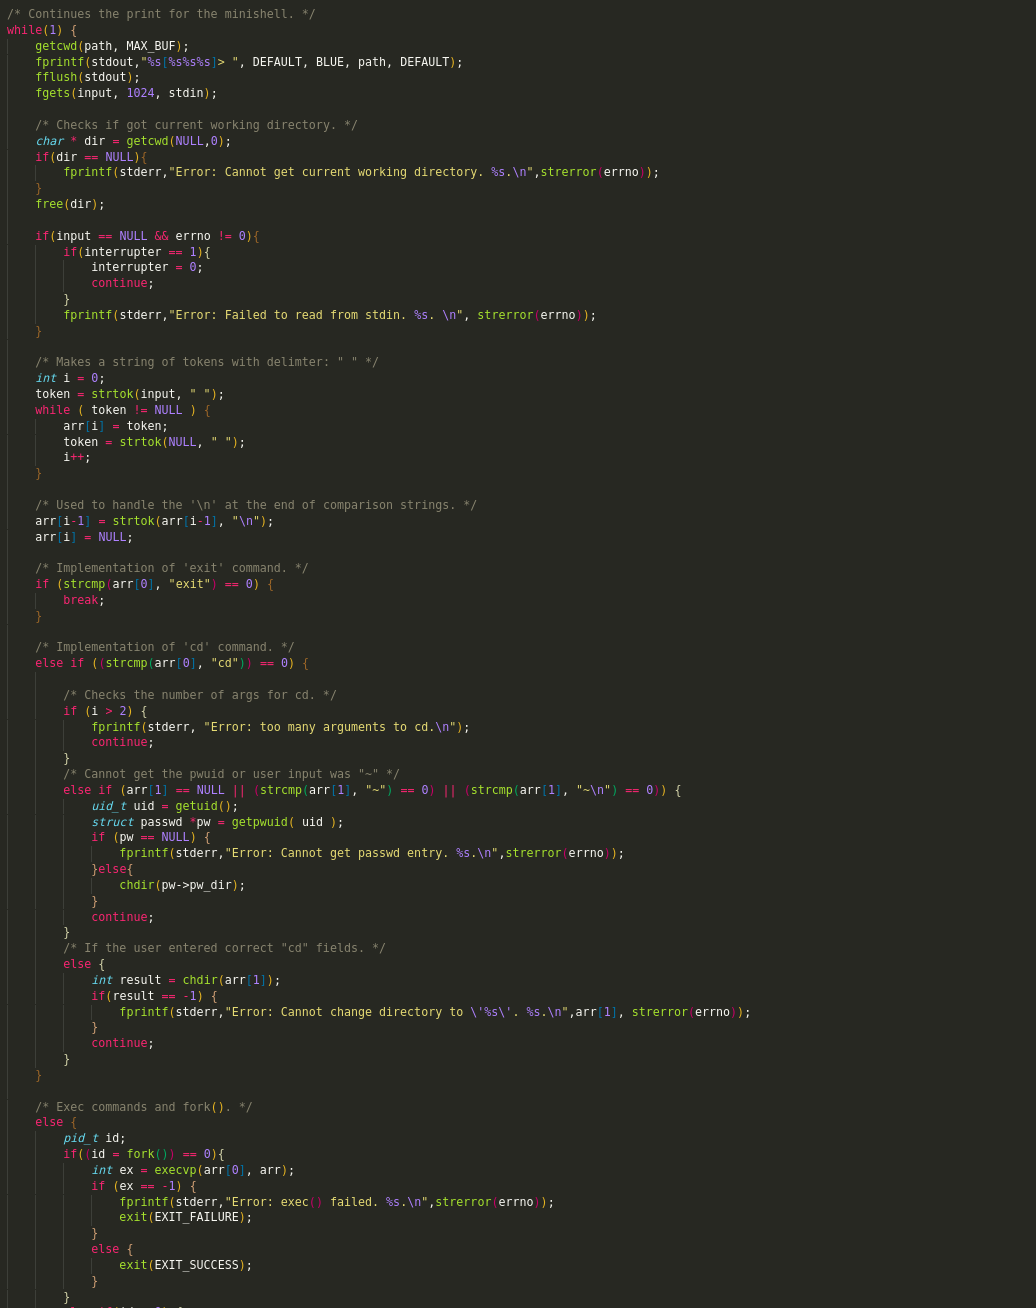 /* Continues the print for the minishell. */
while(1) {
    getcwd(path, MAX_BUF);
    fprintf(stdout,"%s[%s%s%s]> ", DEFAULT, BLUE, path, DEFAULT);
    fflush(stdout);
    fgets(input, 1024, stdin);

    /* Checks if got current working directory. */
    char * dir = getcwd(NULL,0);
    if(dir == NULL){
        fprintf(stderr,"Error: Cannot get current working directory. %s.\n",strerror(errno));
    }
    free(dir);

    if(input == NULL && errno != 0){
        if(interrupter == 1){
            interrupter = 0;
            continue;
        }
        fprintf(stderr,"Error: Failed to read from stdin. %s. \n", strerror(errno));
    }

    /* Makes a string of tokens with delimter: " " */
    int i = 0;
    token = strtok(input, " ");
    while ( token != NULL ) {
        arr[i] = token;
        token = strtok(NULL, " ");
        i++;
    }

    /* Used to handle the '\n' at the end of comparison strings. */
    arr[i-1] = strtok(arr[i-1], "\n");
    arr[i] = NULL;

    /* Implementation of 'exit' command. */
    if (strcmp(arr[0], "exit") == 0) {
        break;
    }

    /* Implementation of 'cd' command. */
    else if ((strcmp(arr[0], "cd")) == 0) {

        /* Checks the number of args for cd. */
        if (i > 2) {
            fprintf(stderr, "Error: too many arguments to cd.\n");
            continue;
        }
        /* Cannot get the pwuid or user input was "~" */
        else if (arr[1] == NULL || (strcmp(arr[1], "~") == 0) || (strcmp(arr[1], "~\n") == 0)) {
            uid_t uid = getuid();
            struct passwd *pw = getpwuid( uid );
            if (pw == NULL) {
                fprintf(stderr,"Error: Cannot get passwd entry. %s.\n",strerror(errno));
            }else{
                chdir(pw->pw_dir);
            }
            continue;
        }
        /* If the user entered correct "cd" fields. */
        else {
            int result = chdir(arr[1]);
            if(result == -1) {
                fprintf(stderr,"Error: Cannot change directory to \'%s\'. %s.\n",arr[1], strerror(errno));
            }
            continue;
        }
    }

    /* Exec commands and fork(). */
    else {
        pid_t id;
        if((id = fork()) == 0){
            int ex = execvp(arr[0], arr);
            if (ex == -1) {
                fprintf(stderr,"Error: exec() failed. %s.\n",strerror(errno));
                exit(EXIT_FAILURE);
            }
            else {
                exit(EXIT_SUCCESS);
            }
        }